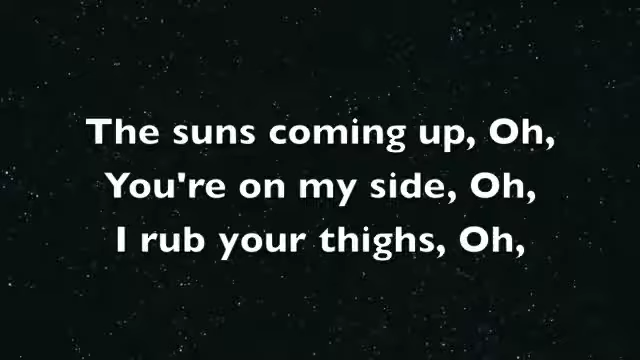 The suns coming up, Oh,
You're on my side, Oh,
I rub your thighs, Oh,